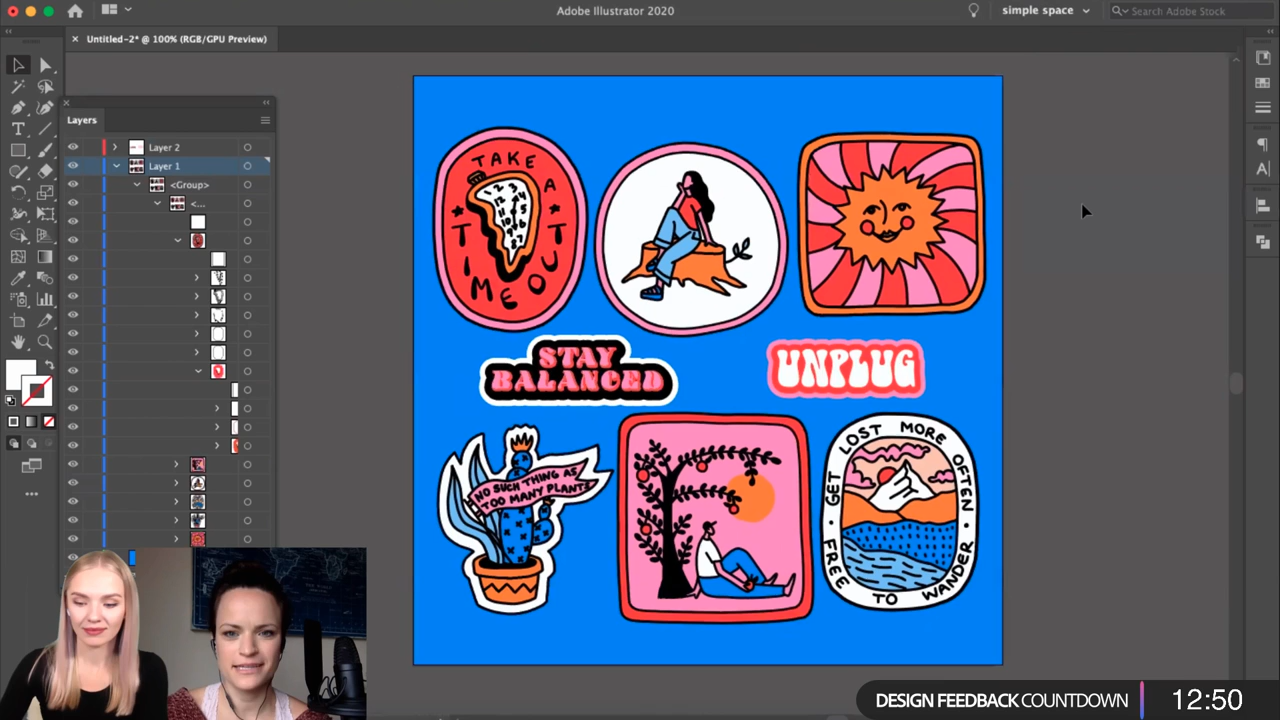 Adobe Illustrator 2020
simple space
Search Adobe Stock
Untitled-2* @ 100% (RGB/GPU Preview)
Layers
Layer 2
Layer 1
<Group>
<...
TAKE
A
TIME OUT
STAY
BALANCED
UNPLUG
NO SUCH THING AS
TOO MANY PLANTS
GET LOST MORE OFTEN
FREE TO WANDER
DESIGN FEEDBACK COUNTDOWN
12:50